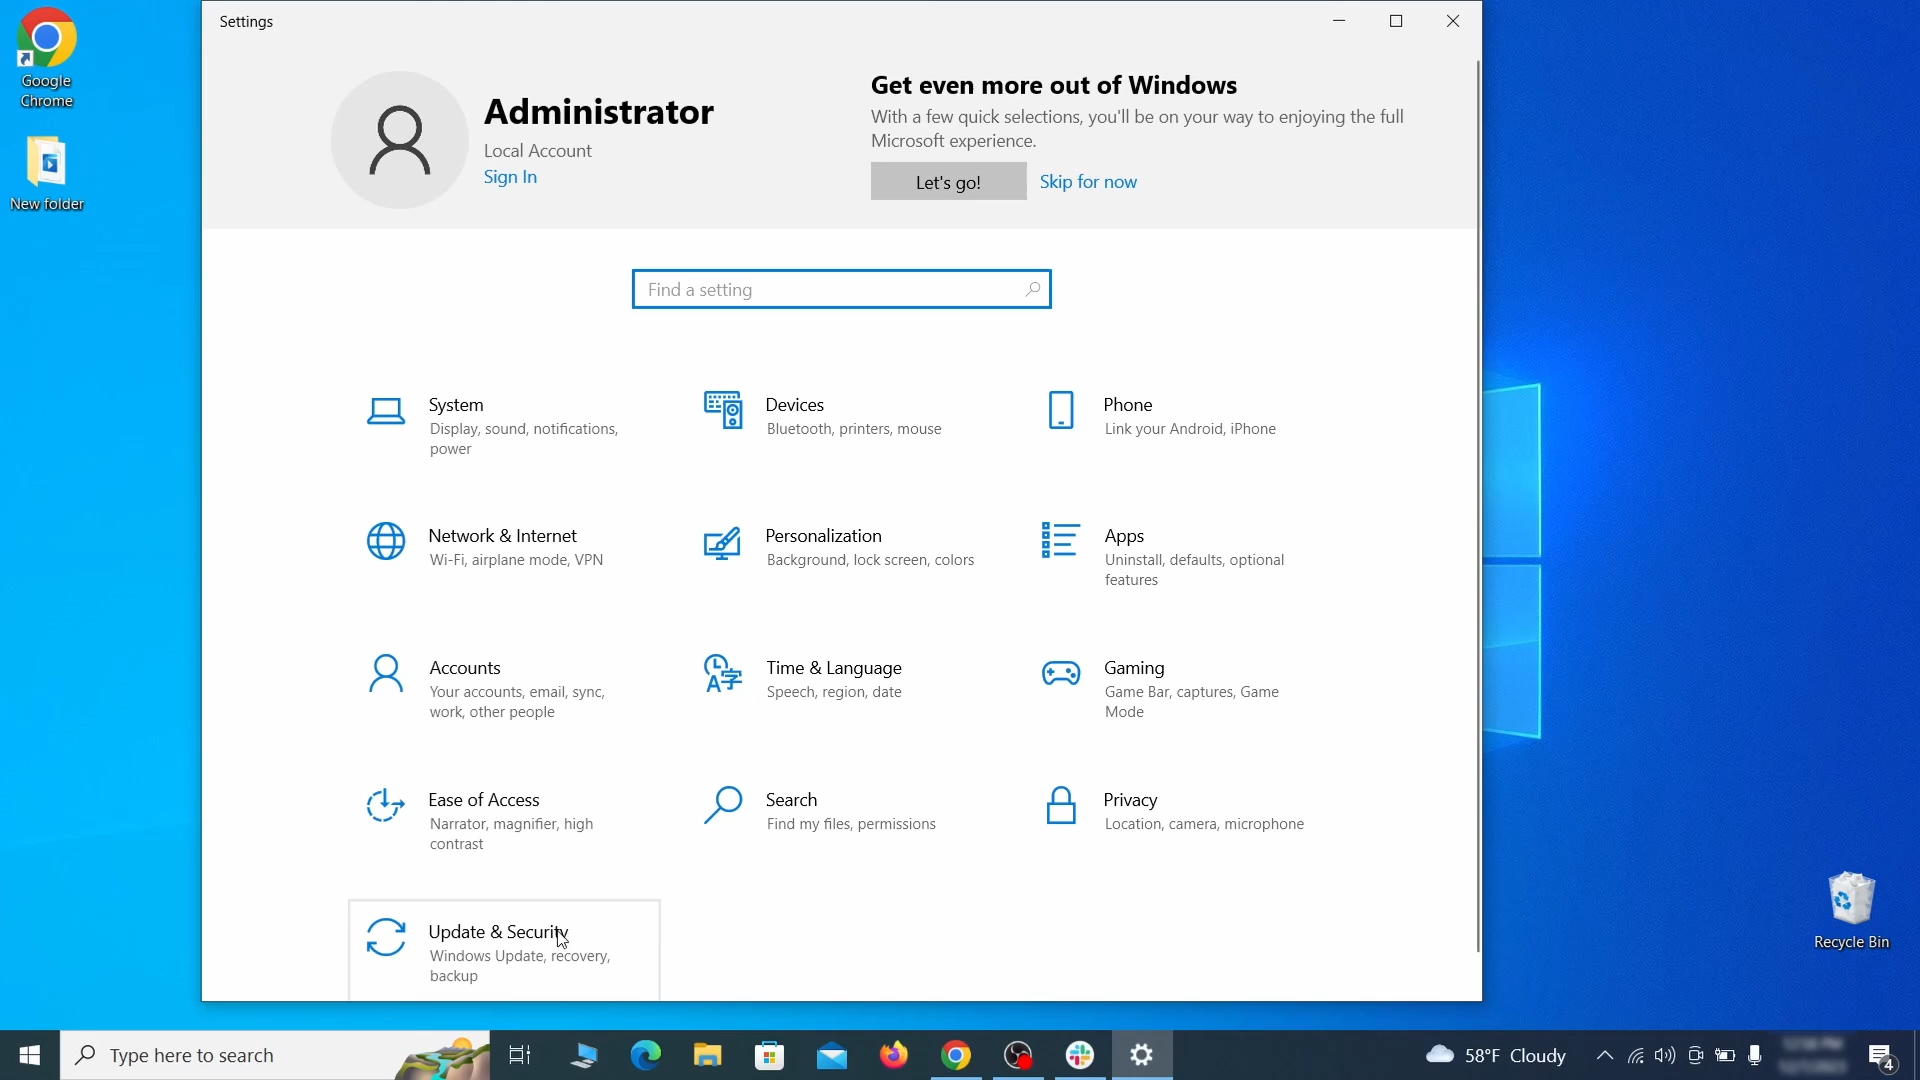 Settings
Google
Chrome
New folder
Administrator
Local Account
Sign In
Get even more out of Windows
With a few quick selections, you'll be on your way to enjoying the full
Microsoft experience.
Let's go!
Skip for now
Find a setting
System
Display, sound, notifications,
power
Devices
Bluetooth, printers, mouse
Phone
Link your Android, iPhone
Network & Internet
Wi-Fi, airplane mode, VPN
Personalization
Background, lock screen, colors
Apps
Uninstall, defaults, optional
features
Accounts
Your accounts, email, sync,
work, other people
Time & Language
Speech, region, date
Gaming
Game Bar, captures, Game
Mode
Ease of Access
Narrator, magnifier, high
contrast
Search
Find my files, permissions
Privacy
Location, camera, microphone
Update & Security
Windows Update, recovery,
backup
Recycle Bin
Type here to search
58°F Cloudy
4